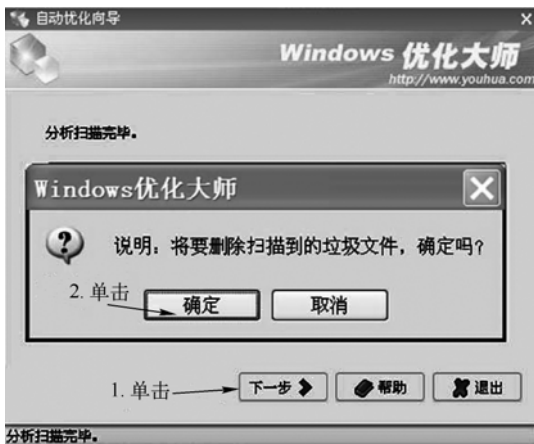 自动优化向导
Windows 优化大师
http://www.youhua.com
分析扫描完毕。
Windows优化大师
说明: 将要删除扫描到的垃圾文件, 确定吗?
2. 单击
确定
取消
1. 单击
下一步
帮助
退出
分析扫描完毕。